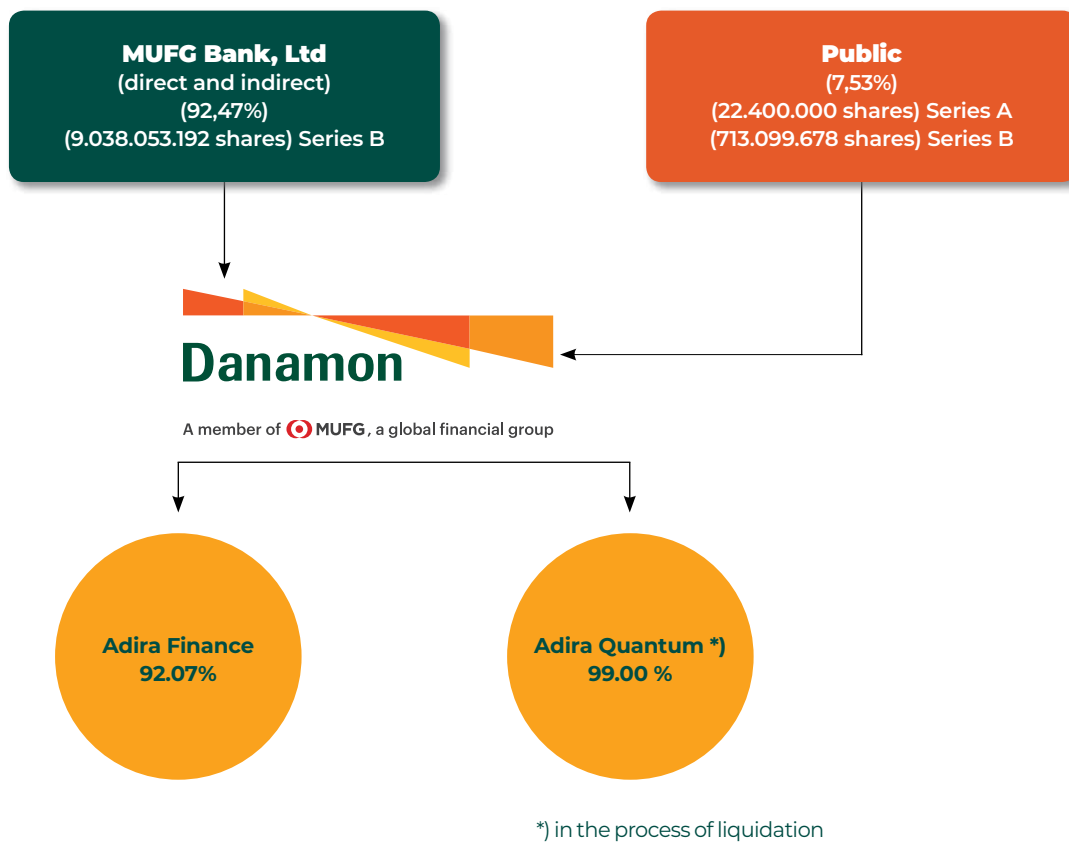 MUFG Bank, Ltd
(direct and indirect)
(92,47%)
(9.038.053.192 shares) Series B
Public
(7,53%)
(22.400.000 shares) Series A
(713.099.678 shares) Series B
Danamon
A member of MUFG, a global financial group
Adira Finance
92.07%
Adira Quantum *)
99.00 %
*) in the process of liquidation